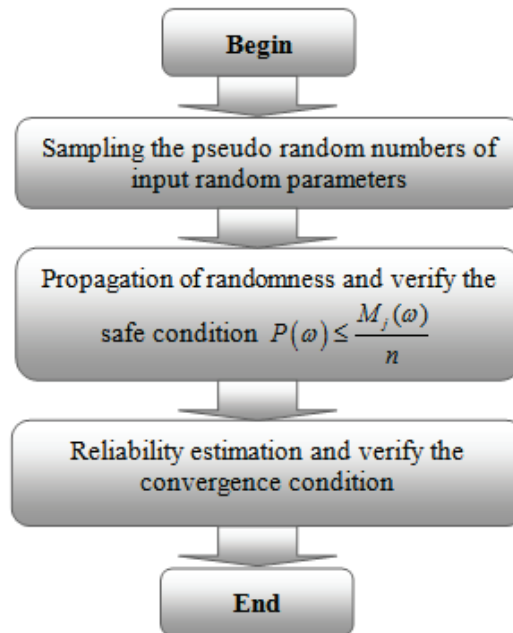 Begin
Sampling the pseudo random numbers of
input random parameters
Propagation of randomness and verify the
safe condition P(ω) ≤ M_j(ω)/n
Reliability estimation and verify the
convergence condition
End